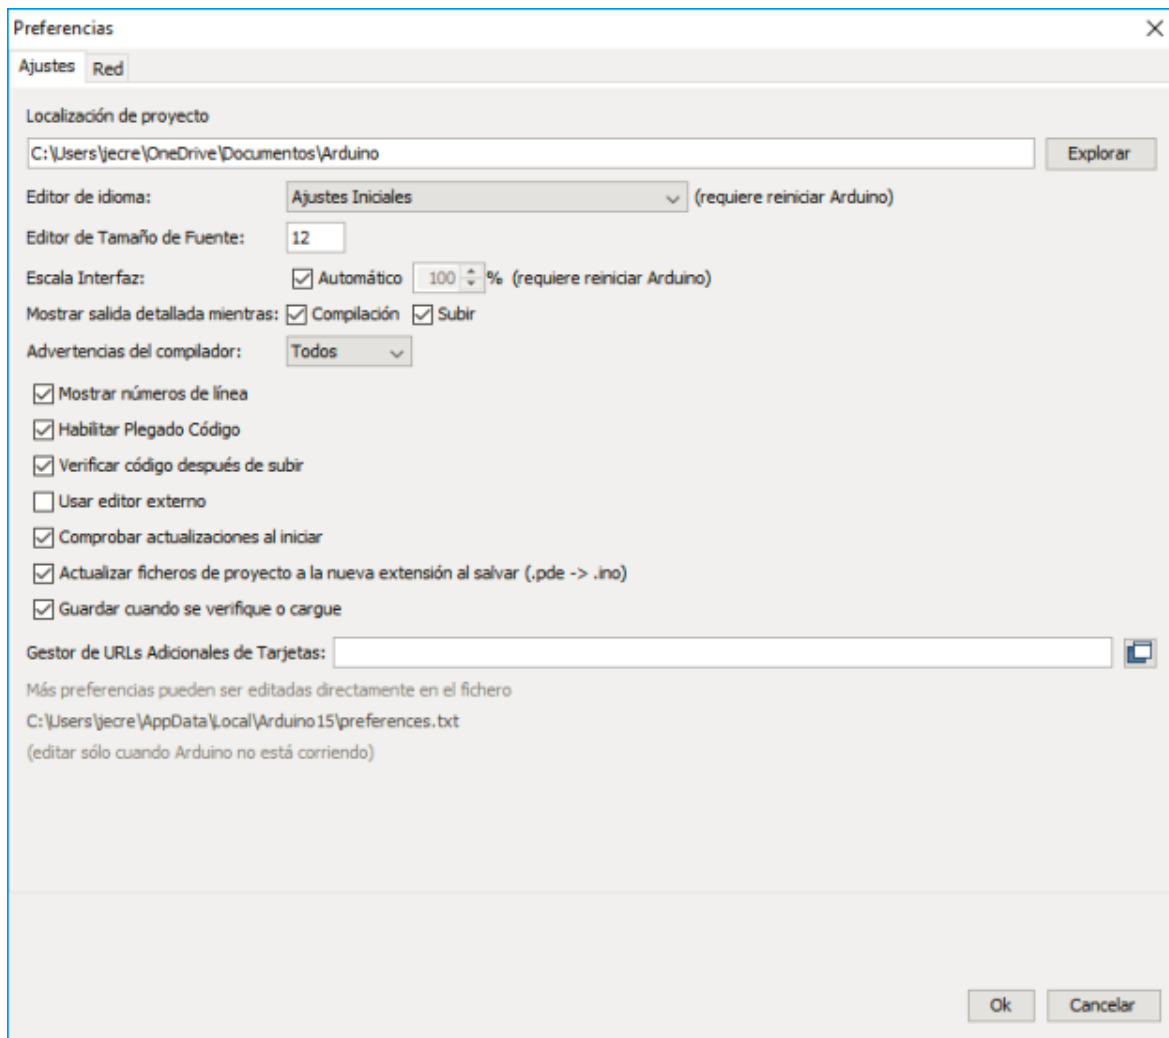 Preferencias
Ajustes Red
Localización de proyecto
C:\Users\jecre\OneDrive\Documentos\Arduino Explorar
Editor de idioma: Ajustes Iniciales (requiere reiniciar Arduino)
Editor de Tamaño de Fuente: 12
Escala Interfaz: Automático 100 % (requiere reiniciar Arduino)
Mostrar salida detallada mientras: Compilación Subir
Advertencias del compilador: Todos
Mostrar números de línea
Habilitar Plegado Código
Verificar código después de subir
Usar editor externo
Comprobar actualizaciones al iniciar
Actualizar ficheros de proyecto a la nueva extensión al salvar (.pde -> .ino)
Guardar cuando se verifique o cargue
Gestor de URLs Adicionales de Tarjetas:
Más preferencias pueden ser editadas directamente en el fichero
C:\Users\jecre\AppData\Local\Arduino15\preferences.txt
(editar sólo cuando Arduino no está corriendo)
Ok Cancelar